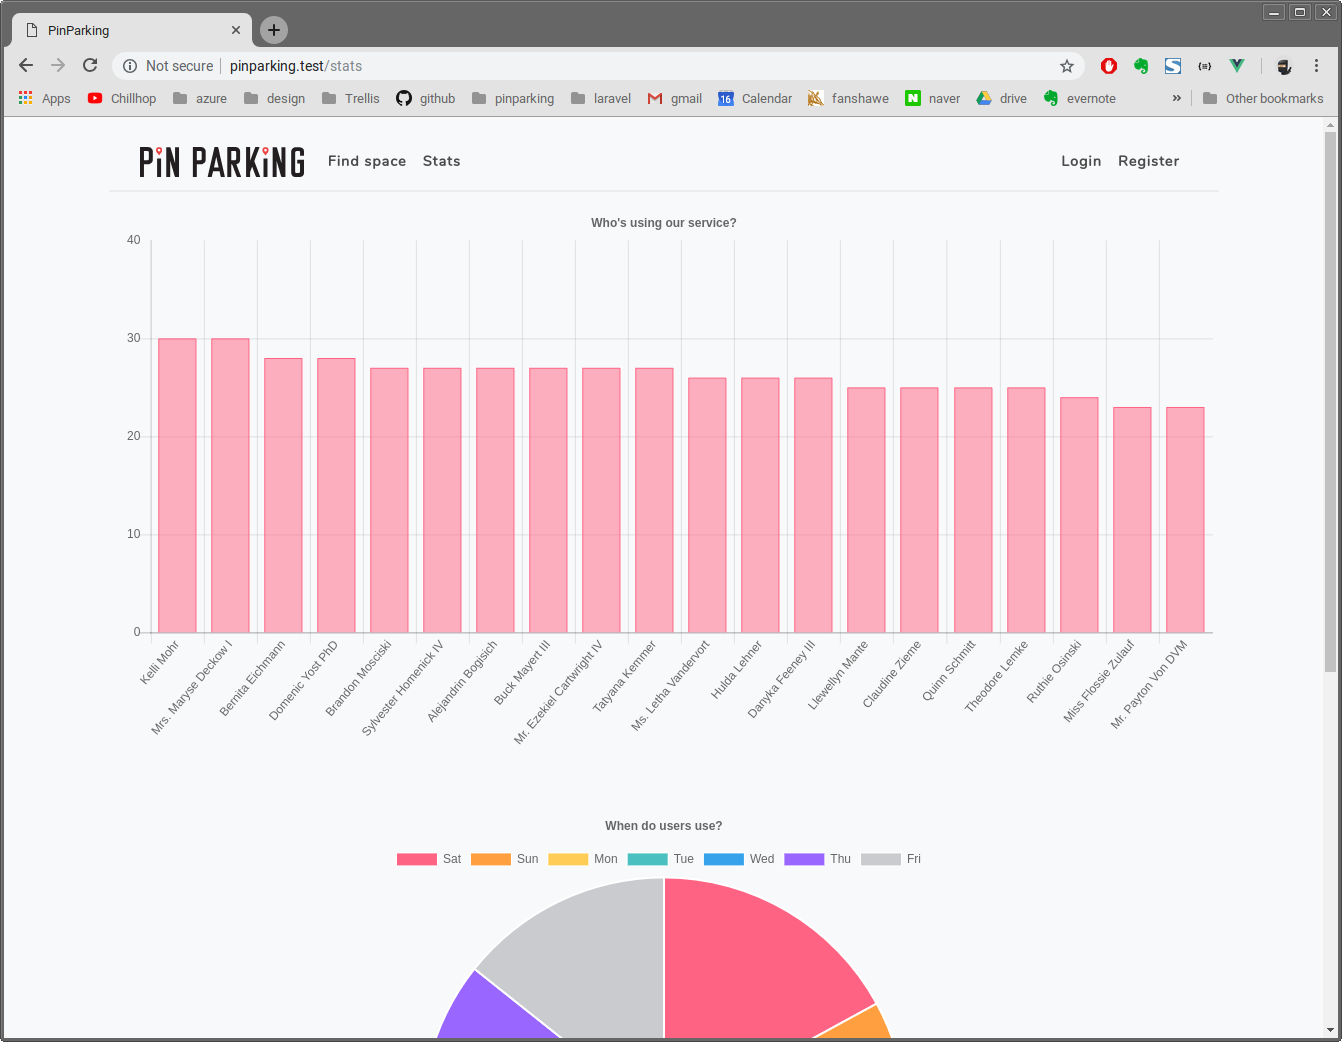 PinParking
Not secure | pinparking.test/stats
Apps Chillhop azure design Trellis github pinparking laravel gmail 16 Calendar fanshawe N naver drive evernote » Other bookmarks
PiN PARKiNG Find space Stats Login Register
Who's using our service?
40
30
20
10
0
Kelli Mohr
Mrs. Maryse Deckow I
Bernita Eichmann
Domenic Yost PhD
Brandon Mosciski
Sylvester Homenick IV
Alejandrin Bogisich
Buck Mayert III
Mr. Ezekiel Cartwright IV
Tatyana Kemmer
Ms. Letha Vandervort
Hulda Lehner
Danyka Feeney III
Llewellyn Mante
Claudine Zieme
Quinn Schmitt
Theodore Lemke
Ruthie Osinski
Miss Flossie Zulauf
Mr. Payton Von DVM
When do users use?
Sat Sun Mon Tue Wed Thu Fri